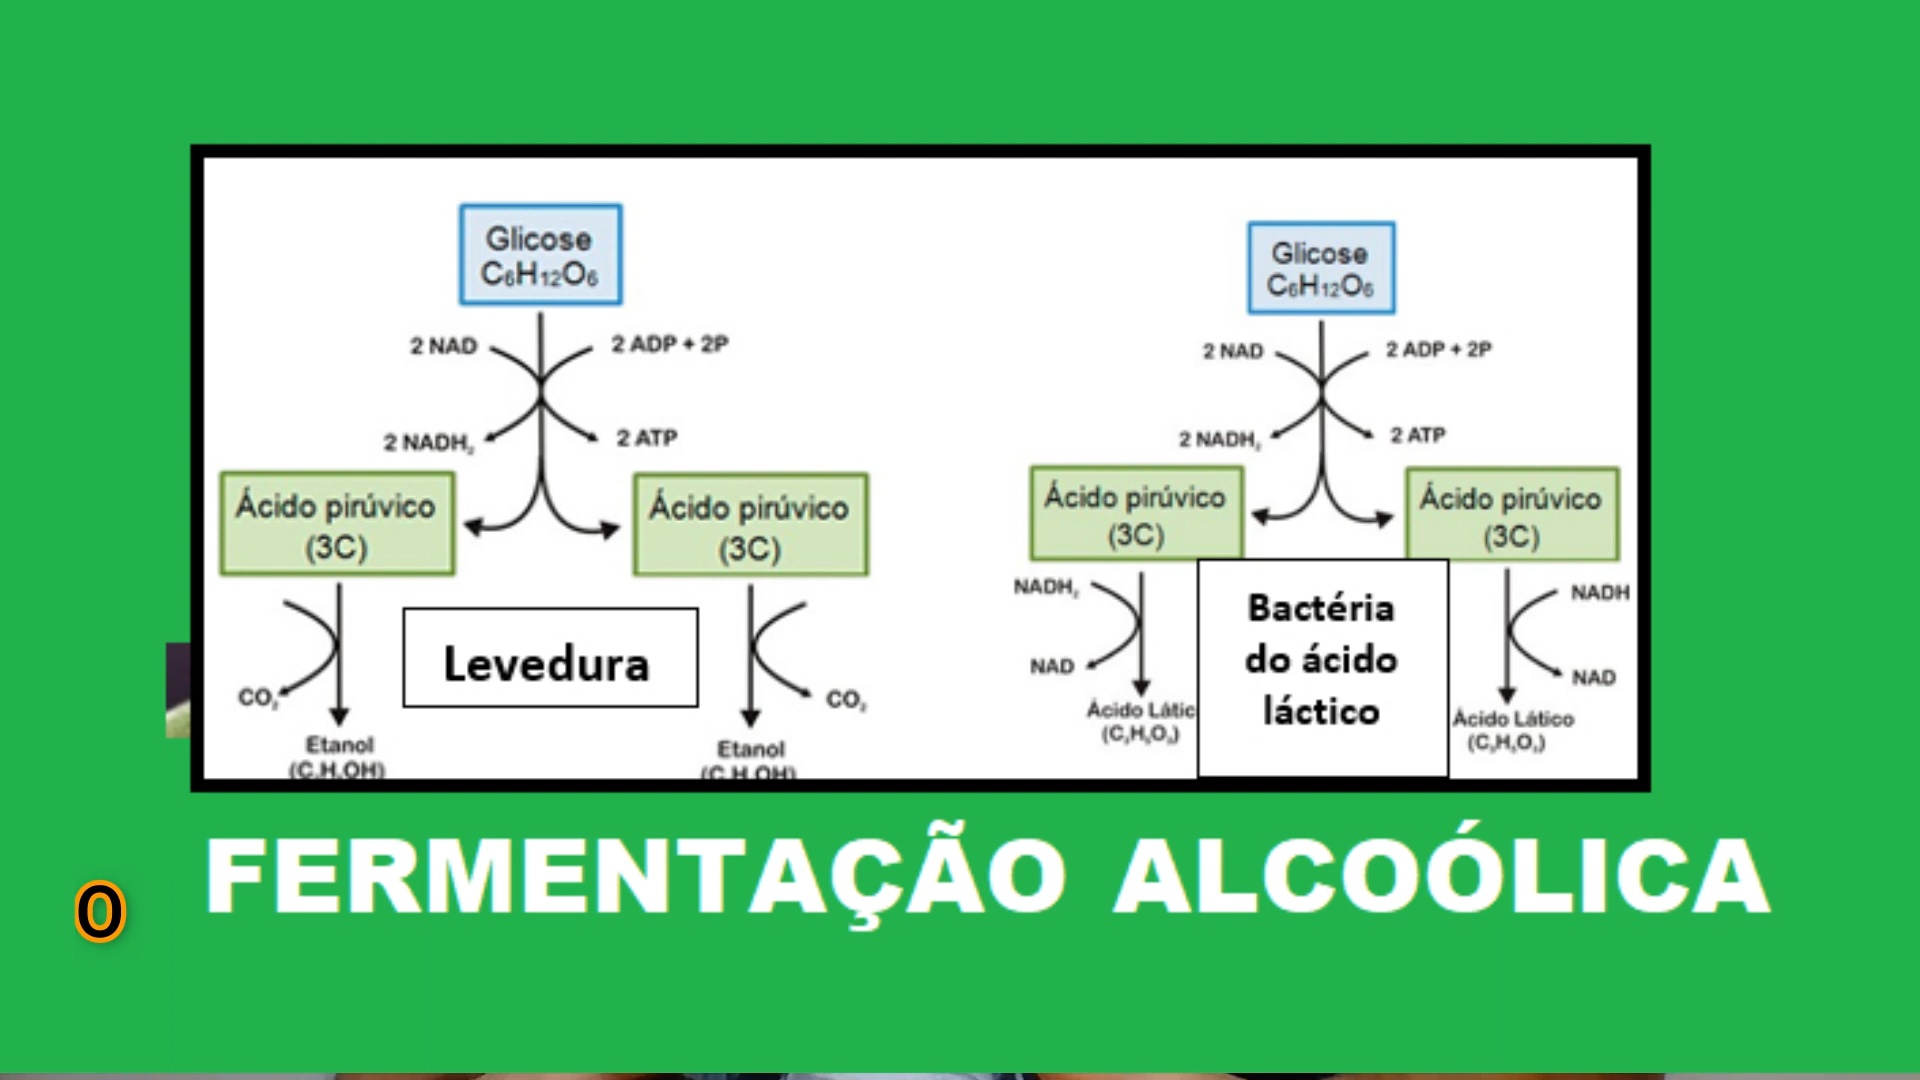 Glicose
C₆H₁₂O₆
2 NAD
2 ADP + 2P
2 NADH₂
2 ATP
Ácido pirúvico
(3C)
Ácido pirúvico
(3C)
Levedura
CO₂
CO₂
Etanol
Etanol
Glicose
C₆H₁₂O₆
2 NAD
2 ADP + 2P
2 NADH₂
2 ATP
Ácido pirúvico
(3C)
Ácido pirúvico
(3C)
NADH₂
NAD
Ácido Látic
(C₃H₆O₃)
Bactéria
do ácido
láctico
NADH
NAD
Ácido Lático
(C₃H₆O₃)
FERMENTAÇÃO ALCOÓLICA
0